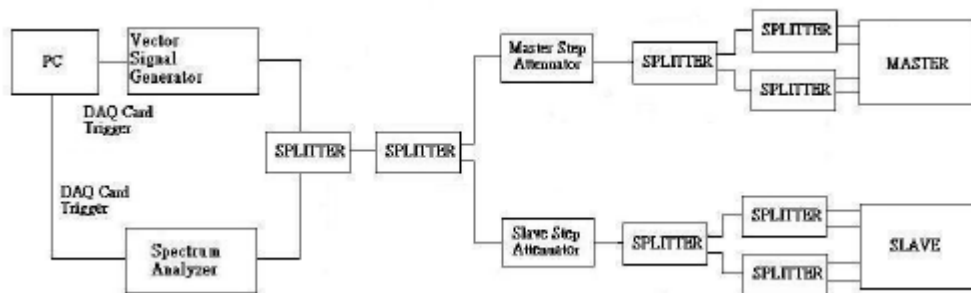 PC
Vector
Signal
Generator
DAQ Card
Trigger
DAQ Card
Trigger
Spectrum
Analyzer
SPLITTER
SPLITTER
Master Step
Attenuator
SPLITTER
SPLITTER
SPLITTER
MASTER
Slave Step
Attenuator
SPLITTER
SPLITTER
SPLITTER
SLAVE